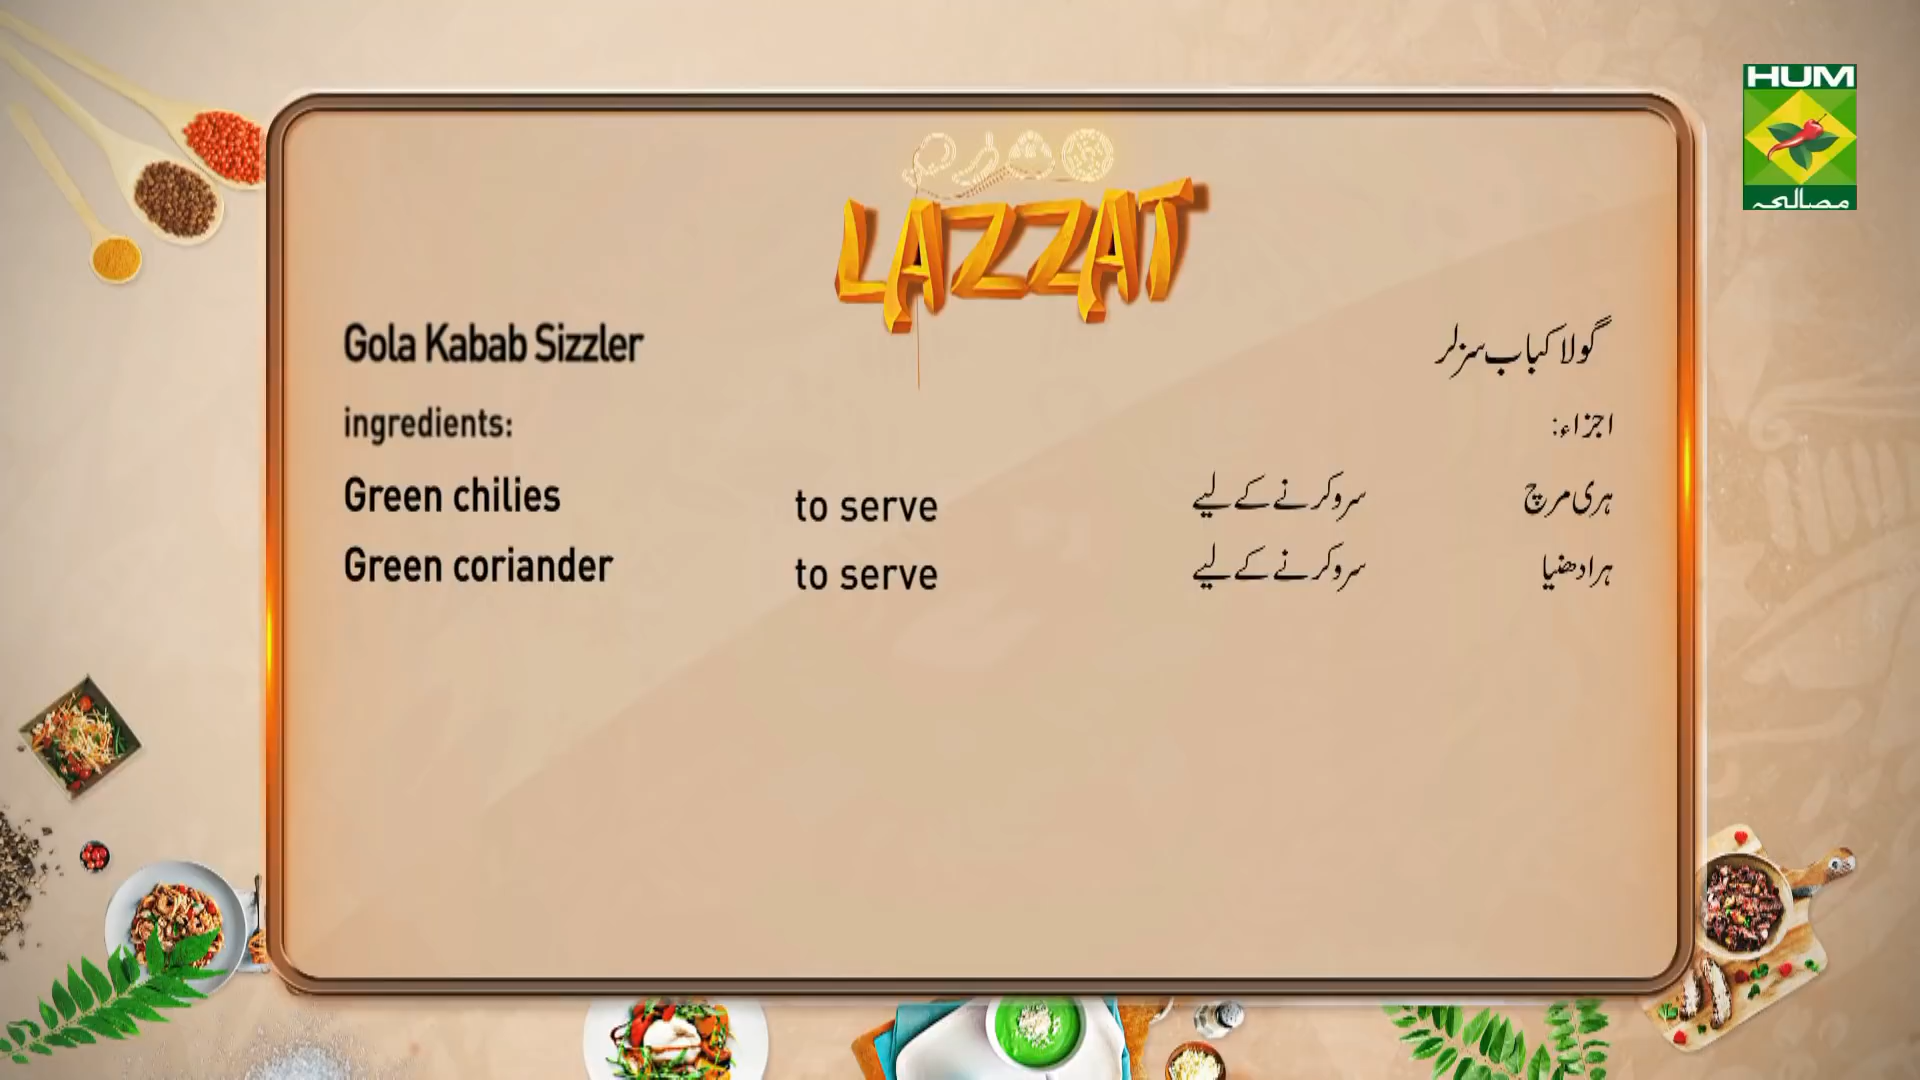 HUM
مصالحہ
LAZZAT
Gola Kabab Sizzler گولا کباب سزلر
ingredients: اجزاء:
Green chilies to serve سرو کرنے کے لیے ہری مرچ
Green coriander to serve سرو کرنے کے لیے ہرا دھنیا